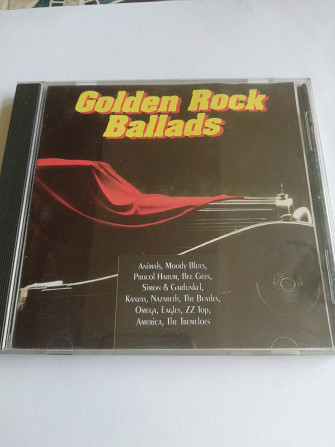 Golden Rock
Ballads
Animals, Moody Blues,
Procol Harum, Bee Gees,
Simon & Garfunkel,
Kanzas, Nazareth, The Beatles,
Omega, Eagles, ZZ Top,
America, The Tremeloes